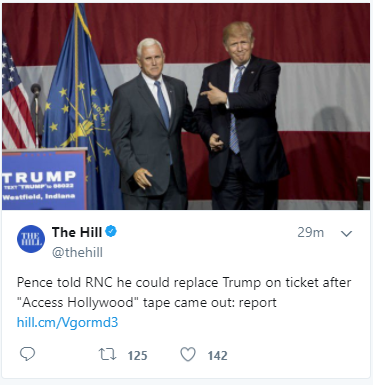 TRUMP
TEXT "TRUMP" to 88022
Westfield, Indiana
THE
HILL
The Hill
29m
@thehill
Pence told RNC he could replace Trump on ticket after
"Access Hollywood" tape came out: report
hill.cm/Vgormd3
125
142